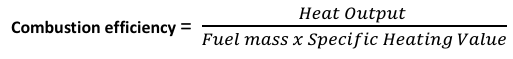 Combustion efficiency = Heat Output
Fuel mass x Specific Heating Value